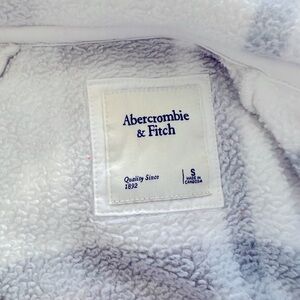 Abercrombie
& Fitch
Quality Since
1892
S
MADE IN
CAMBODIA